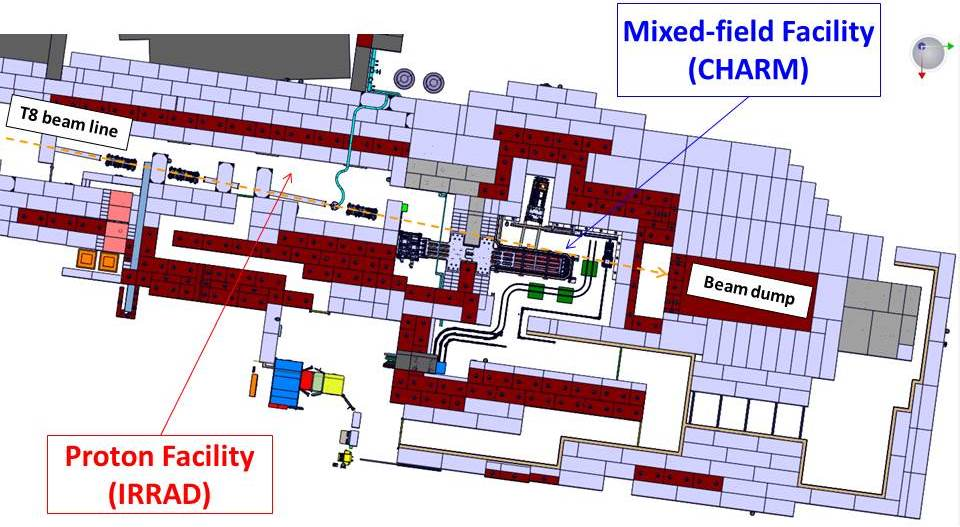 Mixed-field Facility
(CHARM)
T8 beam line
Beam dump
Proton Facility
(IRRAD)